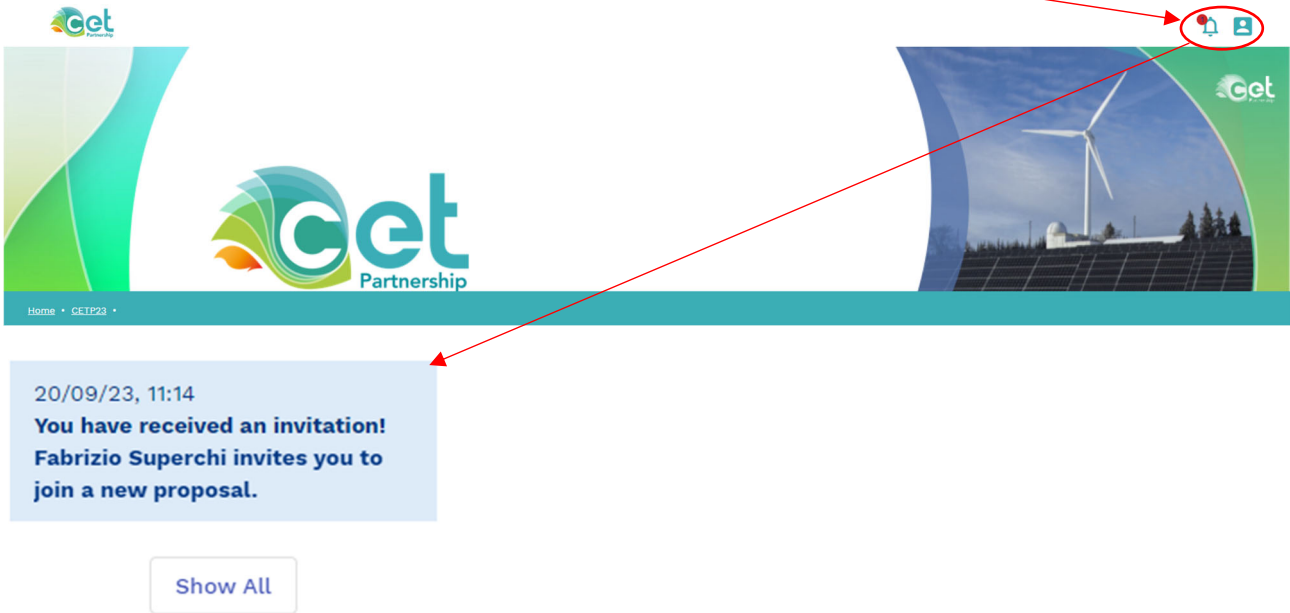 cet
Partnership
cet
cet
Partnership
Home • CETP23 •
20/09/23, 11:14
You have received an invitation!
Fabrizio Superchi invites you to
join a new proposal.
Show All